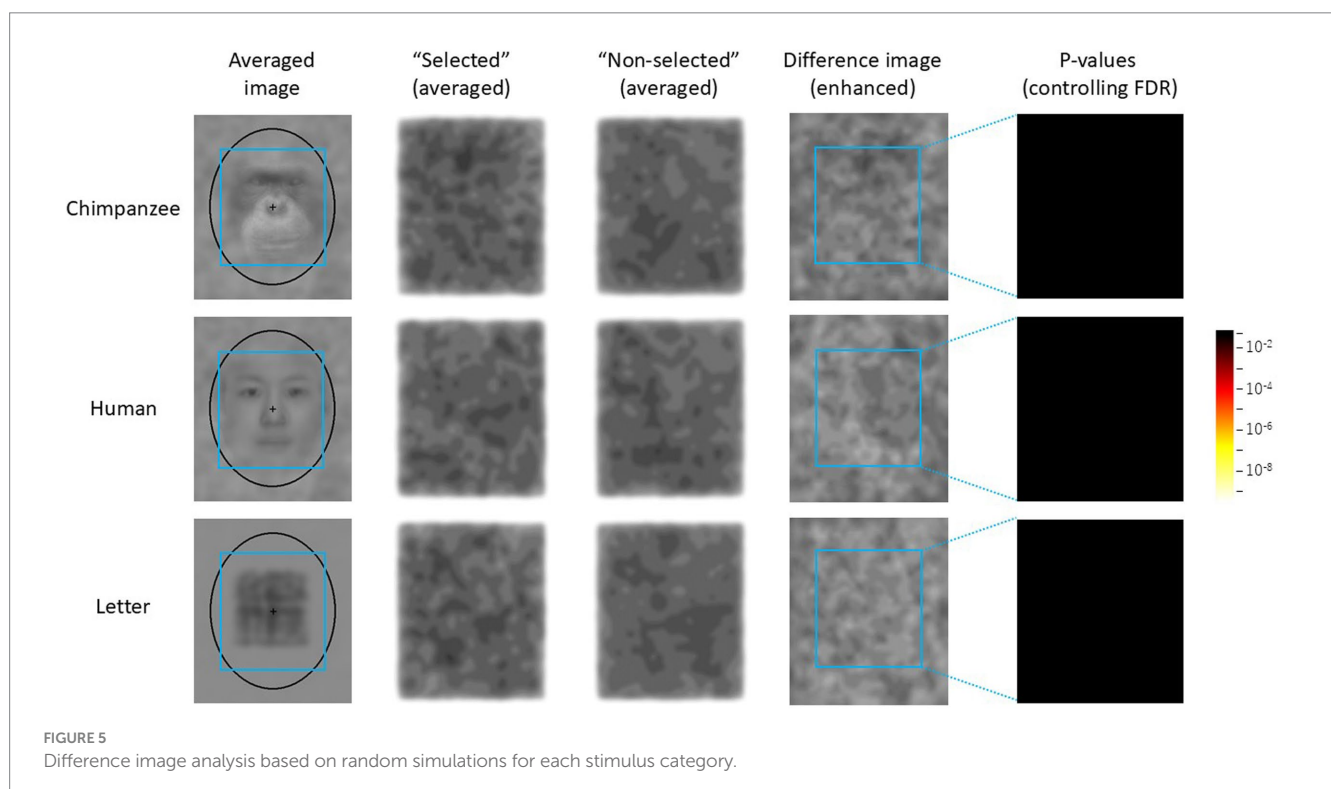 Averaged image
“Selected” (averaged)
“Non-selected” (averaged)
Difference image (enhanced)
P-values (controlling FDR)
Chimpanzee
Human
Letter
10-2
10-4
10-6
10-8
FIGURE 5
Difference image analysis based on random simulations for each stimulus category.